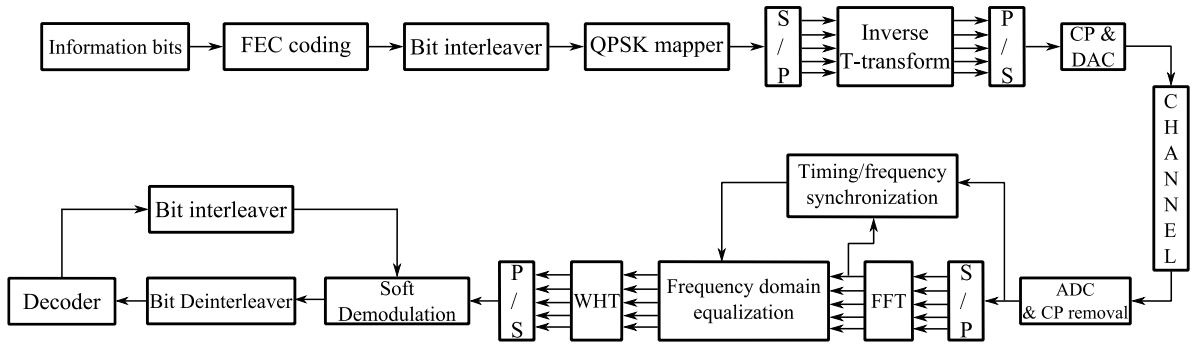 Information bits
FEC coding
Bit interleaver
QPSK mapper
S
/
P
Inverse
T-transform
P
/
S
CP &
DAC
C
H
A
N
N
E
L
Timing/frequency
synchronization
Bit interleaver
Decoder
Bit Deinterleaver
Soft
Demodulation
P
/
S
WHT
Frequency domain
equalization
FFT
S
/
P
ADC
& CP removal